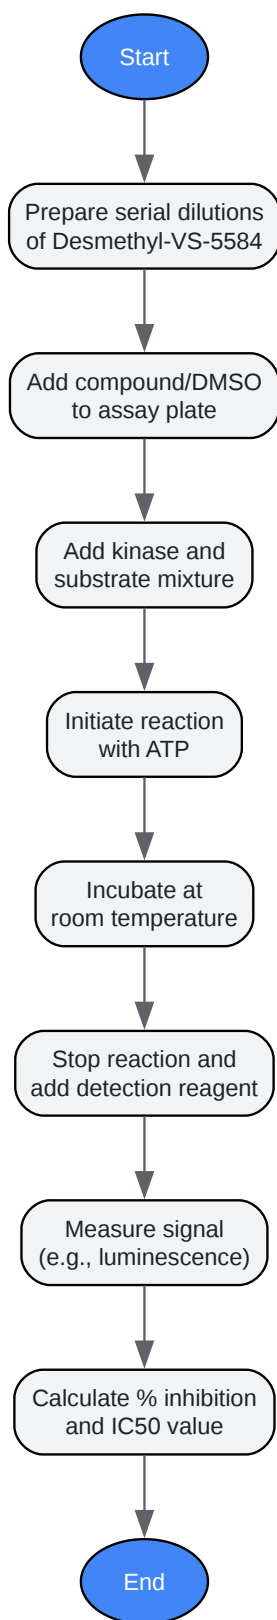 Start
Prepare serial dilutions
of Desmethyl-VS-5584
Add compound/DMSO
to assay plate
Add kinase and
substrate mixture
Initiate reaction
with ATP
Incubate at
room temperature
Stop reaction and
add detection reagent
Measure signal
(e.g., luminescence)
Calculate % inhibition
and IC50 value
End